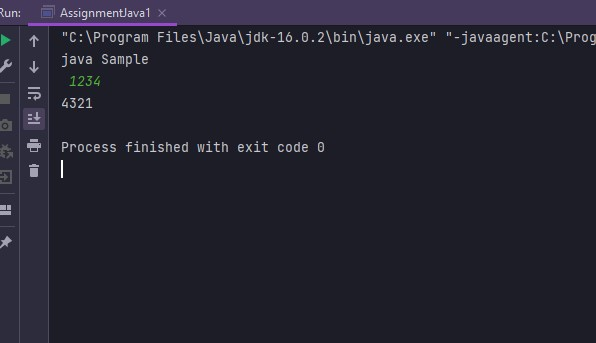 Run: AssignmentJava1
"C:\Program Files\Java\jdk-16.0.2\bin\java.exe" "-javaagent:C:\Prog
java Sample
1234
4321
Process finished with exit code 0